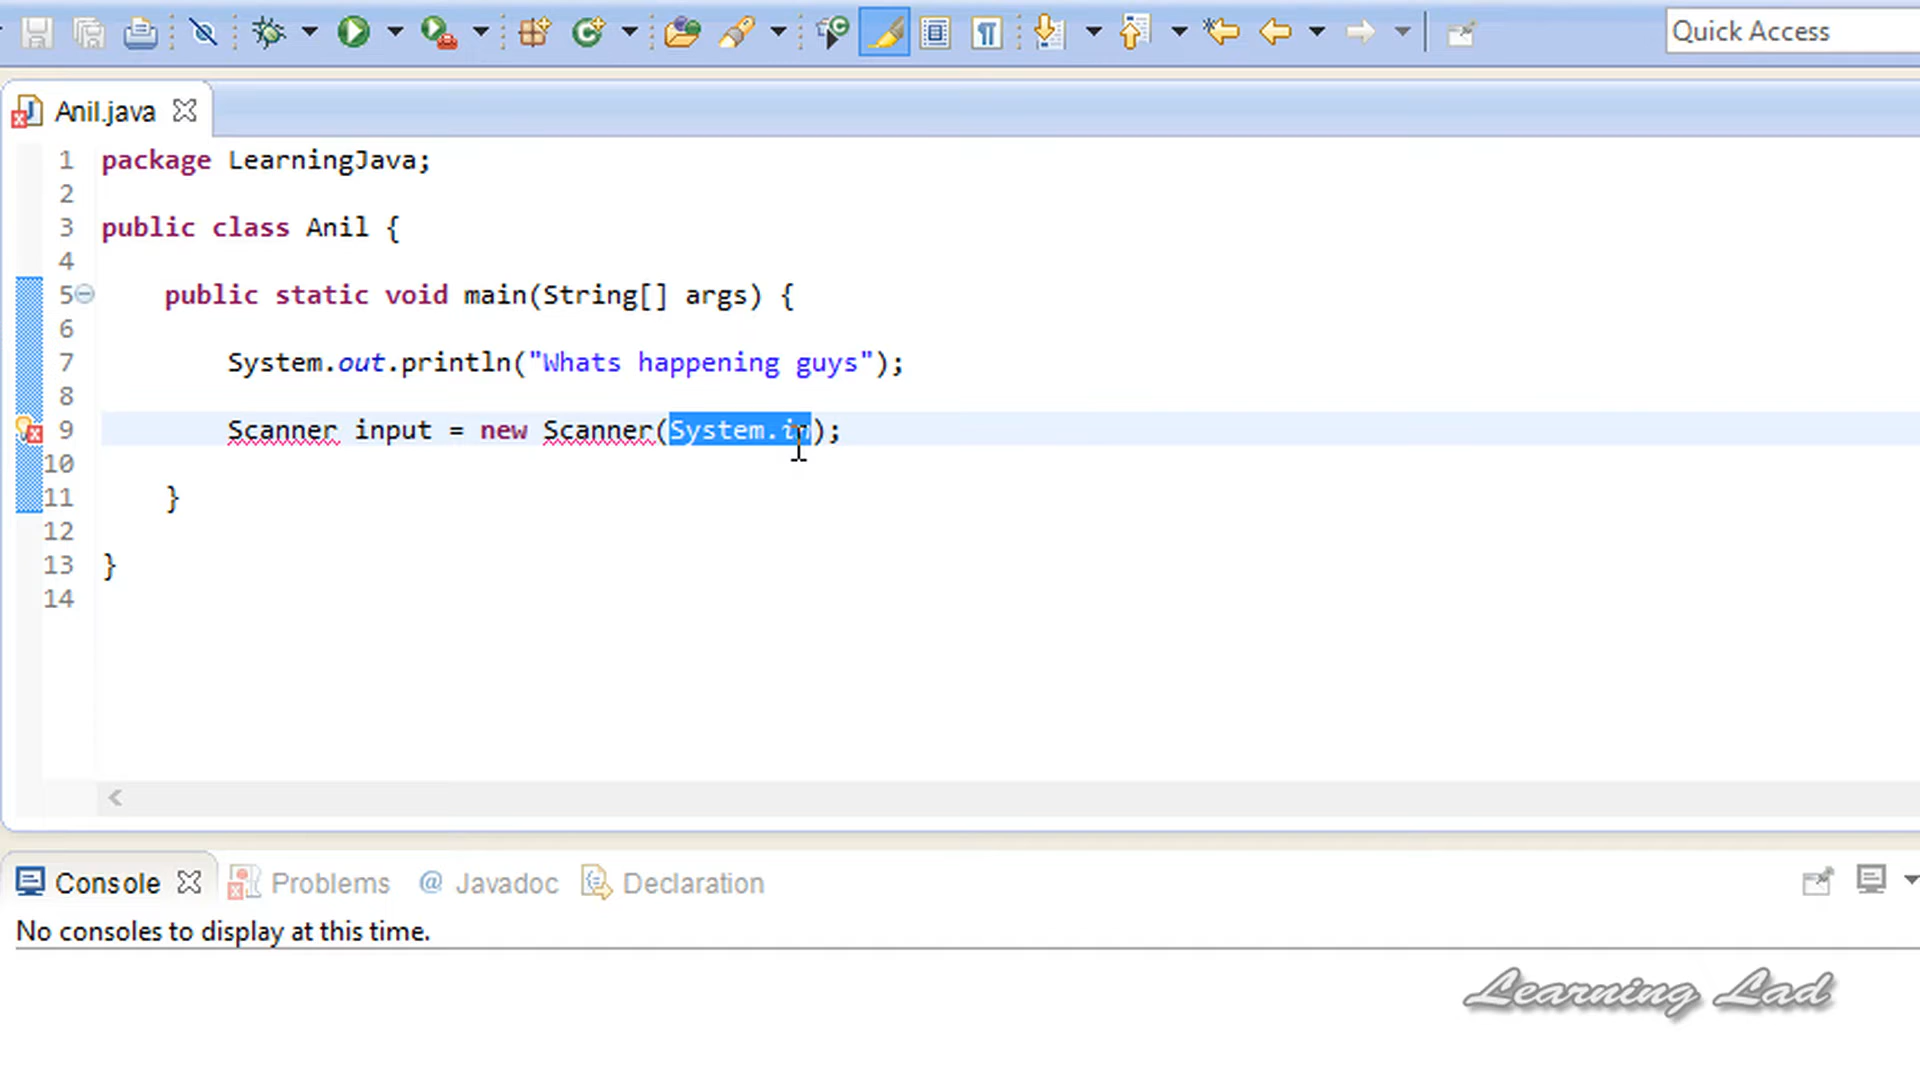 Quick Access
Anil.java
1 package LearningJava;
2
3 public class Anil {
4
5 public static void main(String[] args) {
6
7 System.out.println("Whats happening guys");
8
9 Scanner input = new Scanner(System.in);
10
11 }
12
13 }
14
Console Problems @ Javadoc Declaration
No consoles to display at this time.
Learning Lad